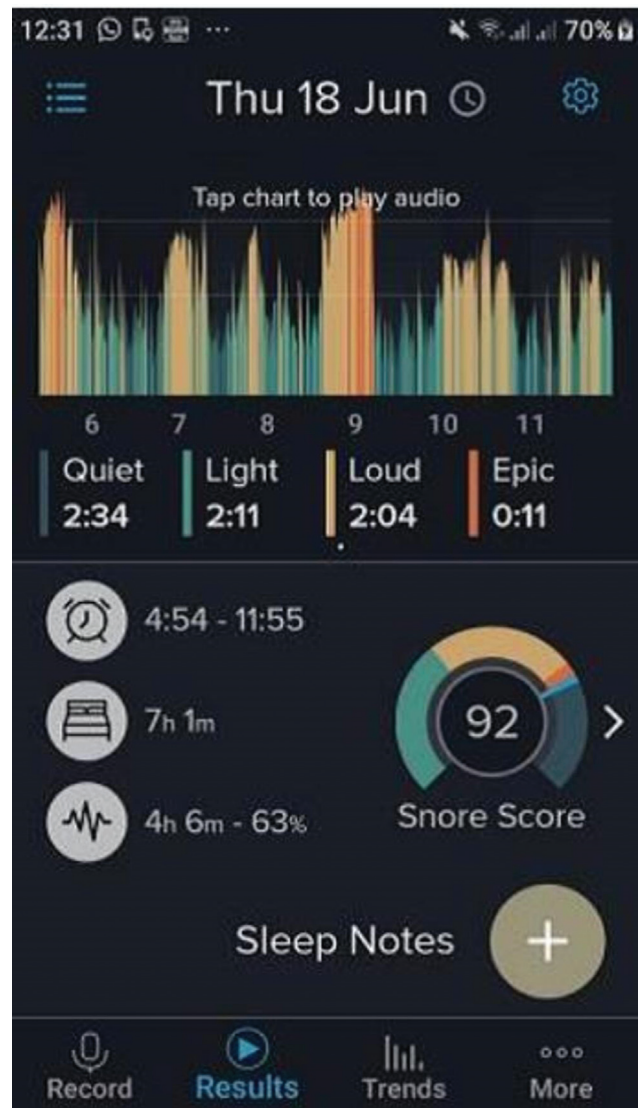 12:31 ... 70%
Thu 18 Jun
Tap chart to play audio
6 7 8 9 10 11
Quiet Light Loud Epic
2:34 2:11 2:04 0:11
4:54 - 11:55
7h 1m
92
4h 6m - 63%
Snore Score
Sleep Notes +
Record Results Trends More